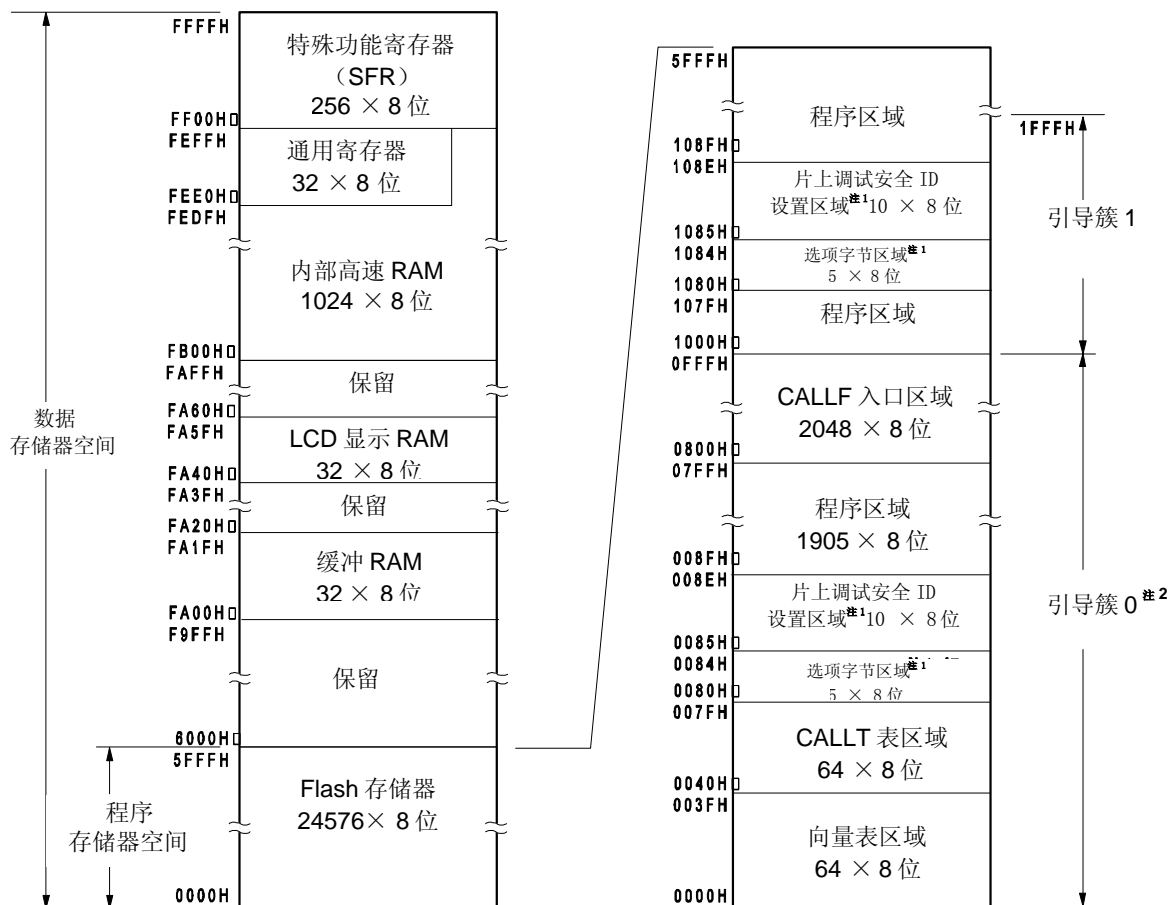 FFFFH
特殊功能寄存器
（SFR）
256 × 8 位
FF00H
FEFFH
通用寄存器
32 × 8 位
FEE0H
FEDFH
内部高速 RAM
1024 × 8 位
FB00H
FAFFH
保留
FA60H
FA5FH
LCD 显示 RAM
32 × 8 位
FA40H
FA3FH
保留
FA20H
FA1FH
缓冲 RAM
32 × 8 位
FA00H
F9FFH
保留
6000H
5FFFH
Flash 存储器
24576× 8 位
0000H
数据
存储器空间
程序
存储器空间
5FFFH
程序区域
1FFFH
108FH
108EH
片上调试安全 ID
设置区域注1 10 × 8 位
1085H
1084H
选项字节区域注1
5 × 8 位
1080H
107FH
程序区域
1000H
0FFFH
引导簇 1
CALLF 入口区域
2048 × 8 位
0800H
07FFH
程序区域
1905 × 8 位
008FH
008EH
片上调试安全 ID
设置区域注1 10 × 8 位
0085H
0084H
选项字节区域注1
5 × 8 位
0080H
007FH
CALLT 表区域
64 × 8 位
0040H
003FH
向量表区域
64 × 8 位
0000H
引导簇 0 注2